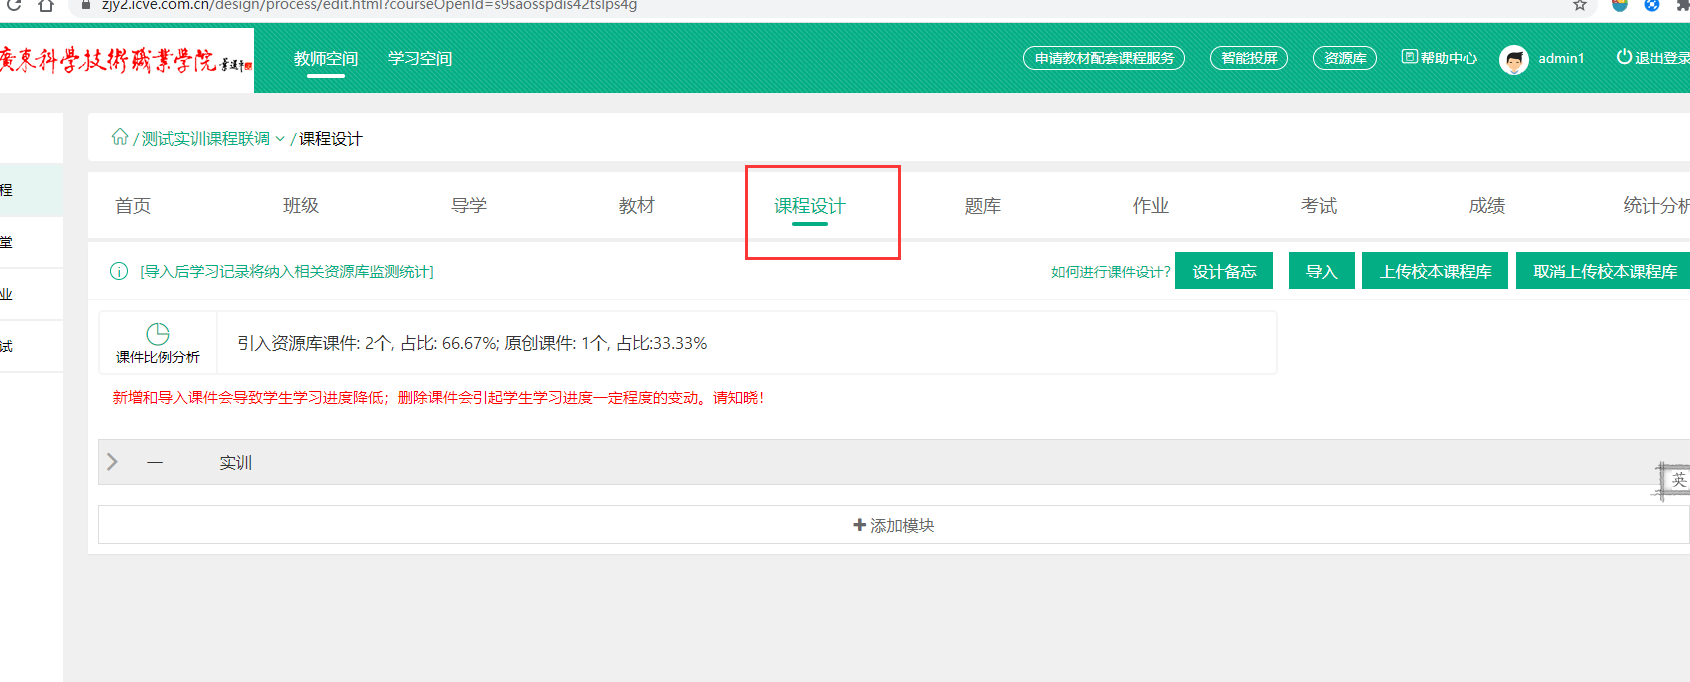 zjy2.icve.com.cn/design/process/edit.html?courseOpenId=s9saosspdis42tslps4g
廣東科學技術職業學院
教师空间 学习空间 申请教材配套课程服务 智能投屏 资源库 帮助中心 admin1 退出登录
/ 测试实训课程联调 / 课程设计
程
堂
业
试
首页 班级 导学 教材 课程设计 题库 作业 考试 成绩 统计分析
[导入后学习记录将纳入相关资源库监测统计] 如何进行课件设计? 设计备忘 导入 上传校本课程库 取消上传校本课程库
课件比例分析
引入资源库课件: 2个, 占比: 66.67%; 原创课件: 1个, 占比:33.33%
新增和导入课件会导致学生学习进度降低；删除课件会引起学生学习进度一定程度的变动。请知晓！
一 实训
英
添加模块